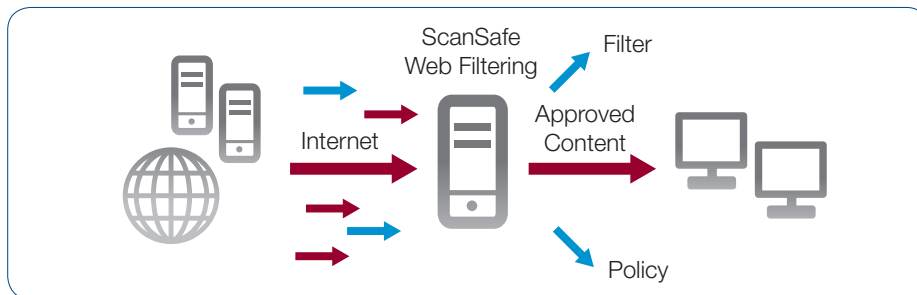 ScanSafe
Web Filtering
Filter
Internet
Approved
Content
Policy